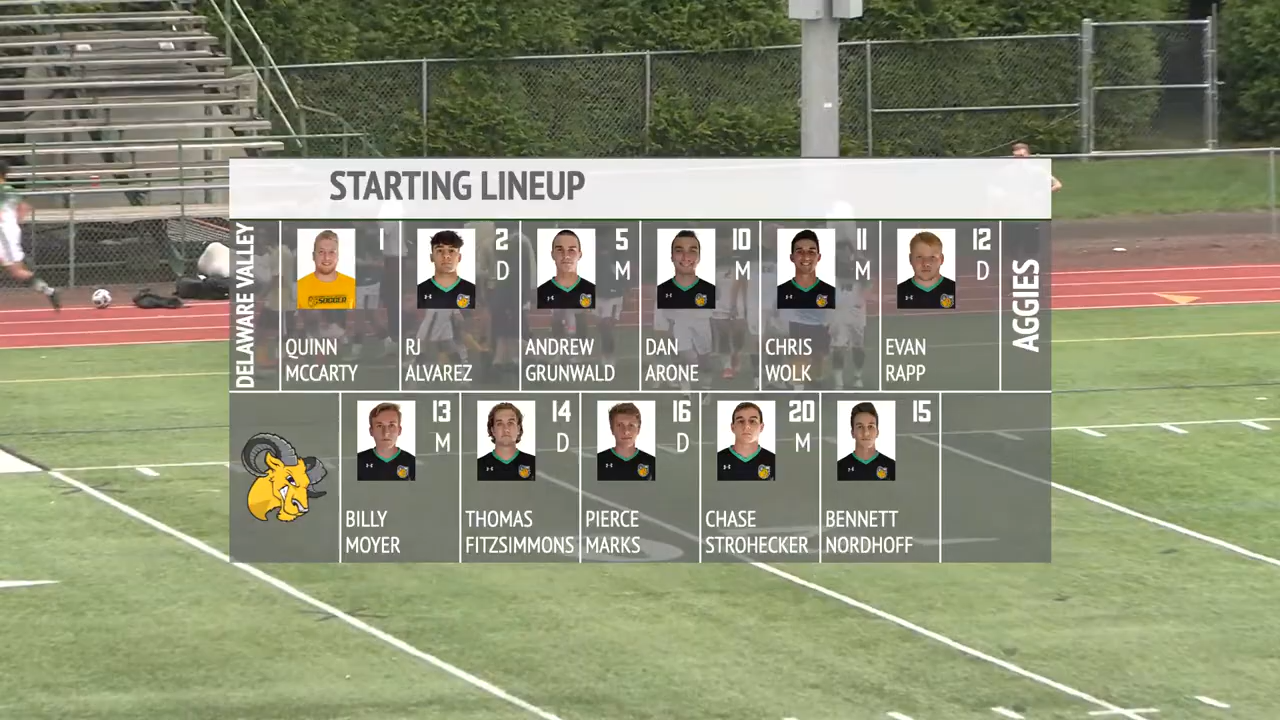 STARTING LINEUP
DELAWARE VALLEY
1
QUINN
MCCARTY
2
D
RJ
ALVAREZ
5
M
ANDREW
GRUNWALD
10
M
DAN
ARONE
11
M
CHRIS
WOLK
12
D
EVAN
RAPP
AGGIES
13
M
BILLY
MOYER
14
D
THOMAS
FITZSIMMONS
16
D
PIERCE
MARKS
20
M
CHASE
STROHECKER
15
BENNETT
NORDHOFF